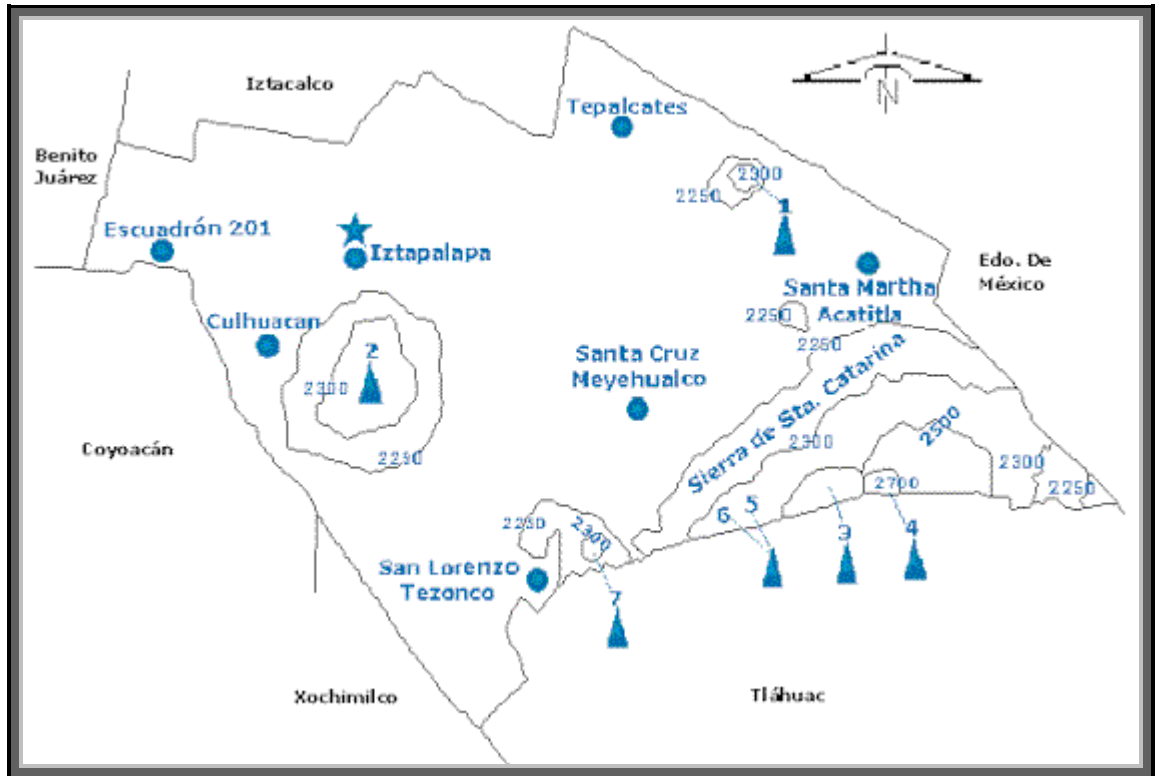 Iztacalco
N
Tepalcates
Benito
Juárez
2300
2250
1
Escuadrón 201
Iztapalapa
Edo. De
México
Santa Martha
Acatitla
Culhuacan
2250
2250
2
Santa Cruz
Meyehualco
Sierra de Sta. Catarina
2300
2300
2500
Coyoacán
2250
2300
2700
2250
6
5
3
4
2250
2300
San Lorenzo
Tezonco
7
Xochimilco
Tláhuac